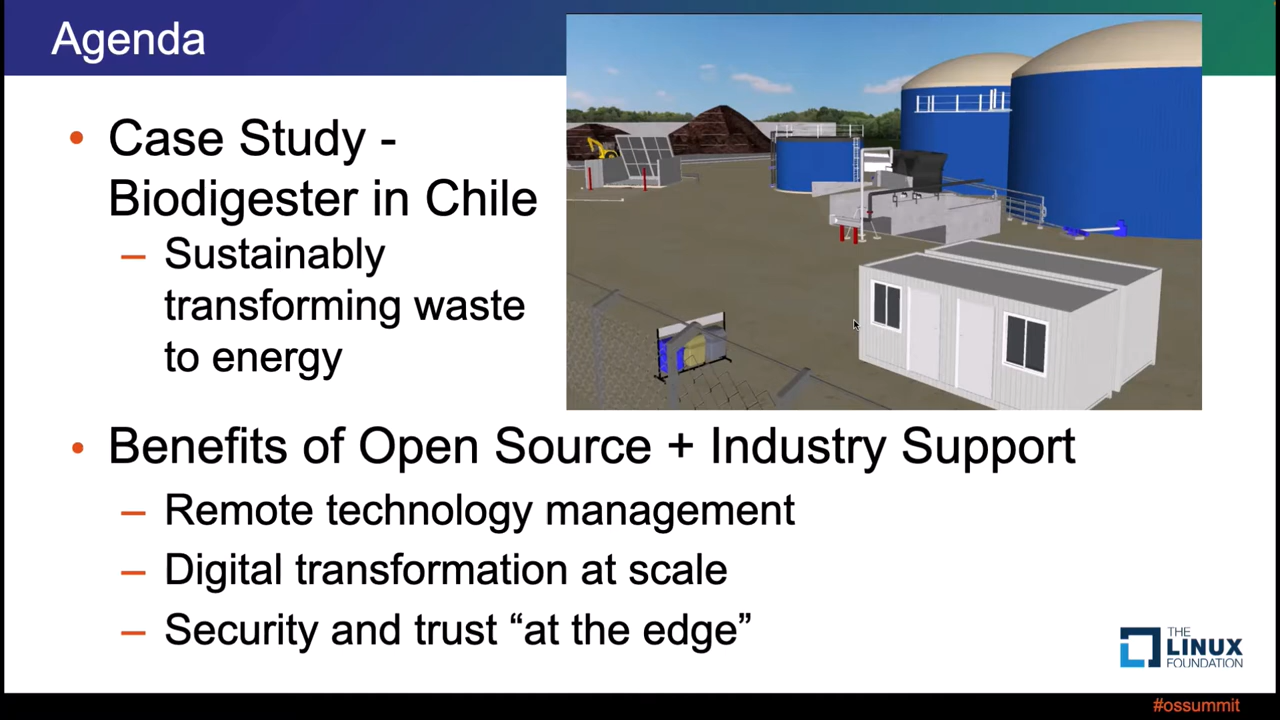 Agenda
• Case Study -
Biodigester in Chile
– Sustainably
transforming waste
to energy
• Benefits of Open Source + Industry Support
– Remote technology management
– Digital transformation at scale
– Security and trust “at the edge”
THE
LINUX
FOUNDATION
#ossummit